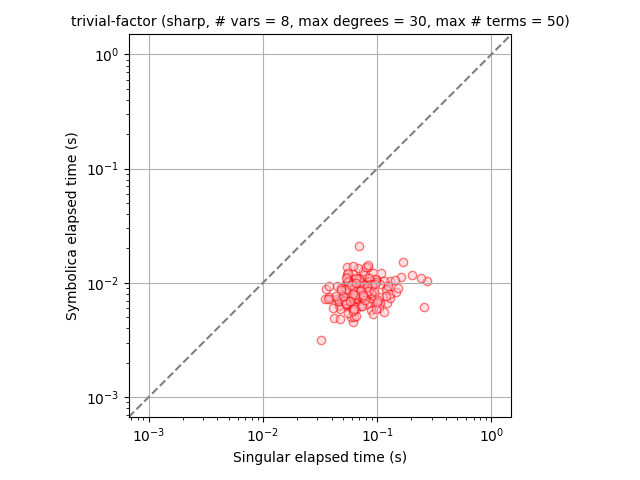 trivial-factor (sharp, # vars = 8, max degrees = 30, max # terms = 50)
Symbolica elapsed time (s)
10⁰
10⁻¹
10⁻²
10⁻³
10⁻³ 10⁻² 10⁻¹ 10⁰
Singular elapsed time (s)